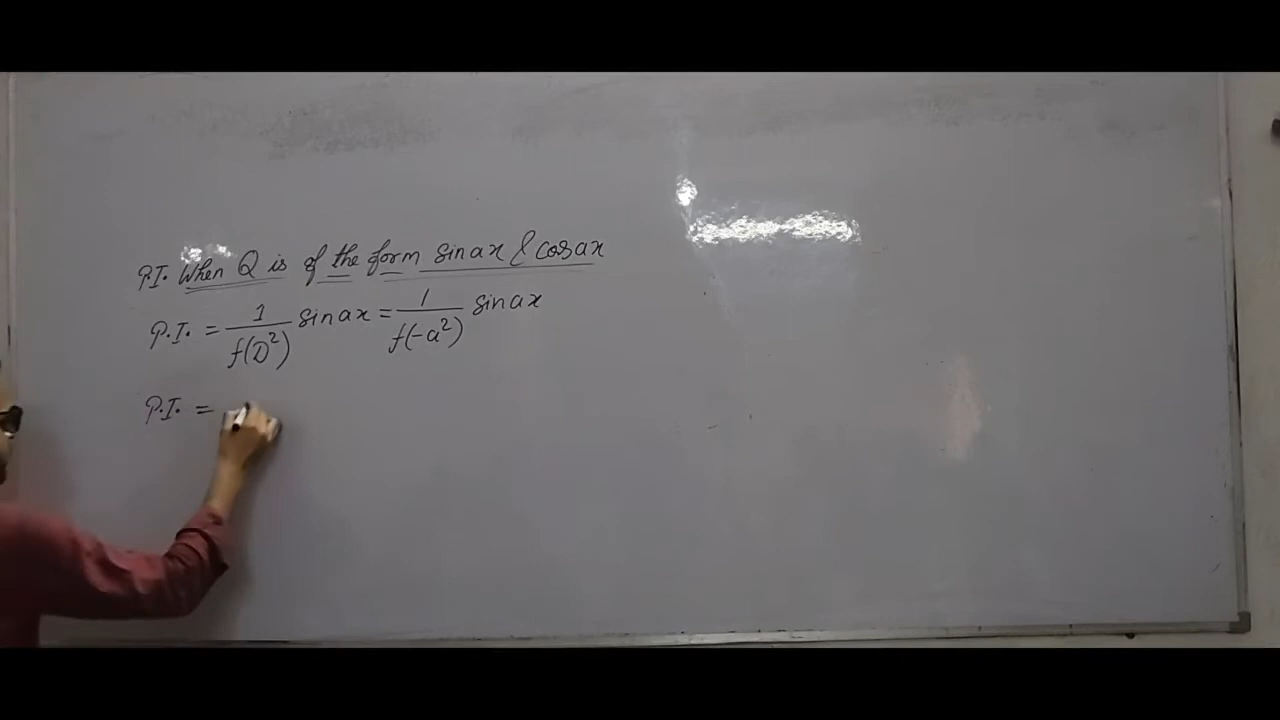 P.I. When Q is of the form sin ax & cos ax
P.I. = 1/f(D²) sin ax = 1/f(-a²) sin ax
P.I. =